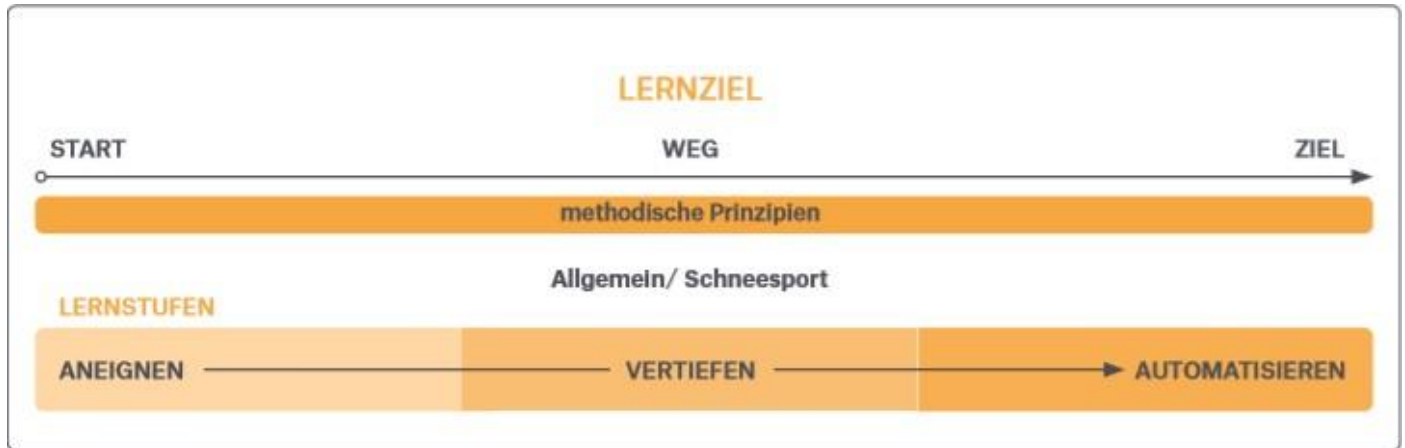 LERNZIEL
START WEG ZIEL
methodische Prinzipien
Allgemein/ Schneesport
LERNSTUFEN
ANEIGNEN VERTIEFEN AUTOMATISIEREN